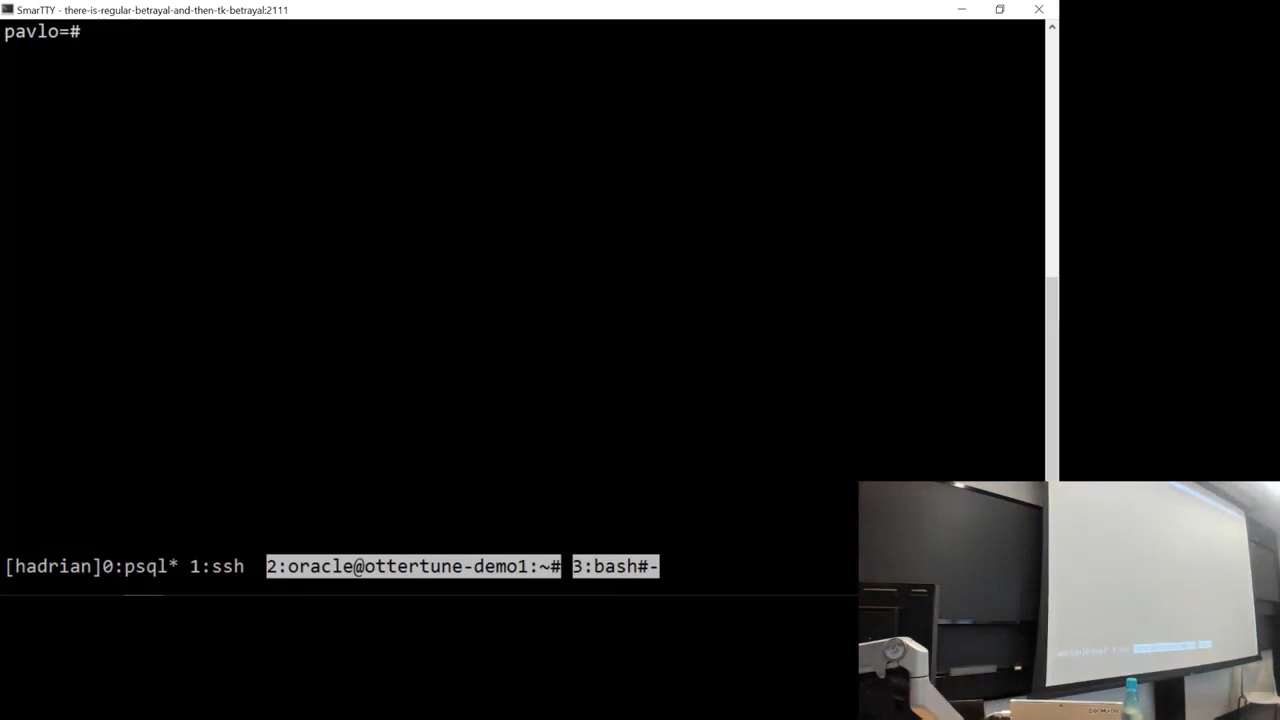 SmarTTY - there-is-regular-betrayal-and-then-tk-betrayal:2111
pavlo=#
[hadrian]0:psql* 1:ssh 2:oracle@ottertune-demo1:~# 3:bash#-